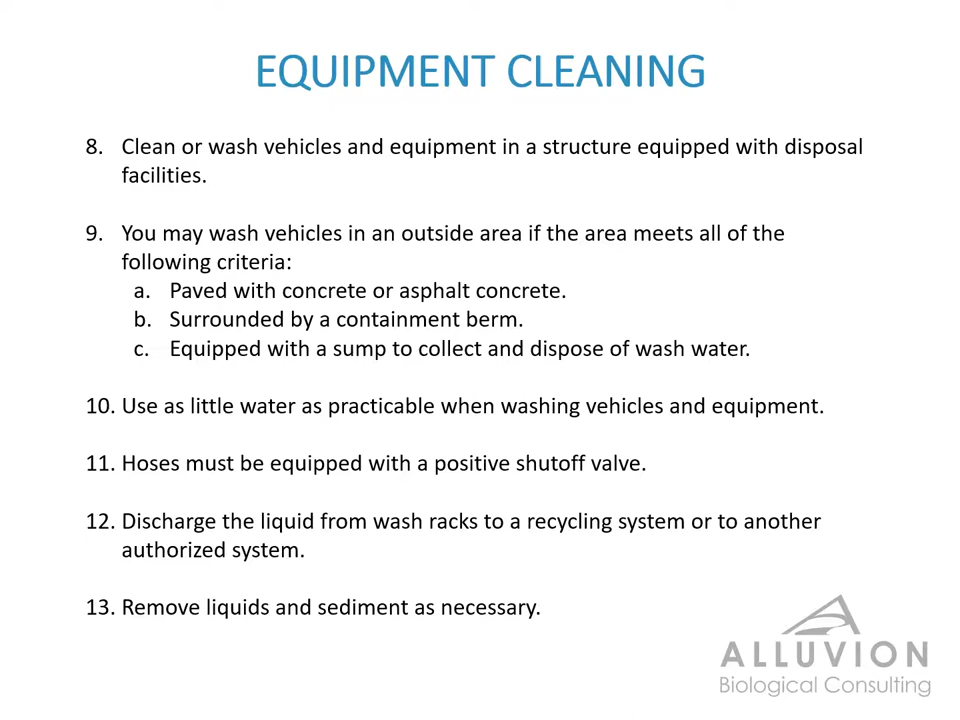 EQUIPMENT CLEANING
8. Clean or wash vehicles and equipment in a structure equipped with disposal
facilities.
9. You may wash vehicles in an outside area if the area meets all of the
following criteria:
a. Paved with concrete or asphalt concrete.
b. Surrounded by a containment berm.
c. Equipped with a sump to collect and dispose of wash water.
10. Use as little water as practicable when washing vehicles and equipment.
11. Hoses must be equipped with a positive shutoff valve.
12. Discharge the liquid from wash racks to a recycling system or to another
authorized system.
13. Remove liquids and sediment as necessary.
ALLUVION
Biological Consulting